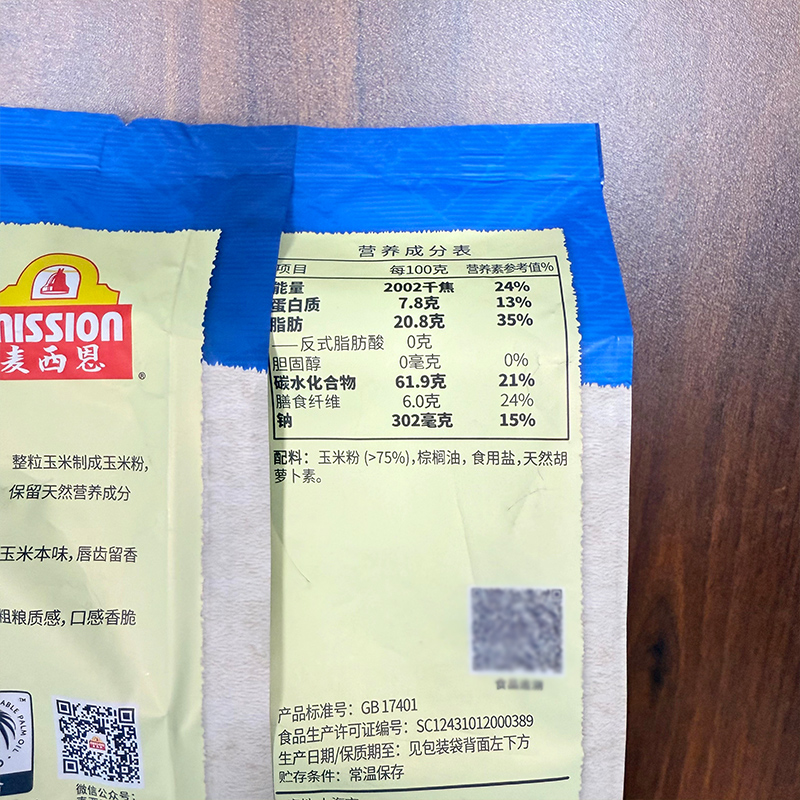 MISSION
麦西恩
®
整粒玉米制成玉米粉，
保留天然营养成分
玉米本味，唇齿留香
粗粮质感，口感香脆
ABLE PALM OIL
TM
微信公众号：
营养成分表
项目 每100克 营养素参考值%
能量 2002千焦 24%
蛋白质 7.8克 13%
脂肪 20.8克 35%
——反式脂肪酸 0克
胆固醇 0毫克 0%
碳水化合物 61.9克 21%
膳食纤维 6.0克 24%
钠 302毫克 15%
配料：玉米粉 (>75%)，棕榈油，食用盐，天然胡
萝卜素。
产品标准号：GB 17401
食品生产许可证编号：SC12431012000389
生产日期/保质期至：见包装袋背面左下方
贮存条件：常温保存